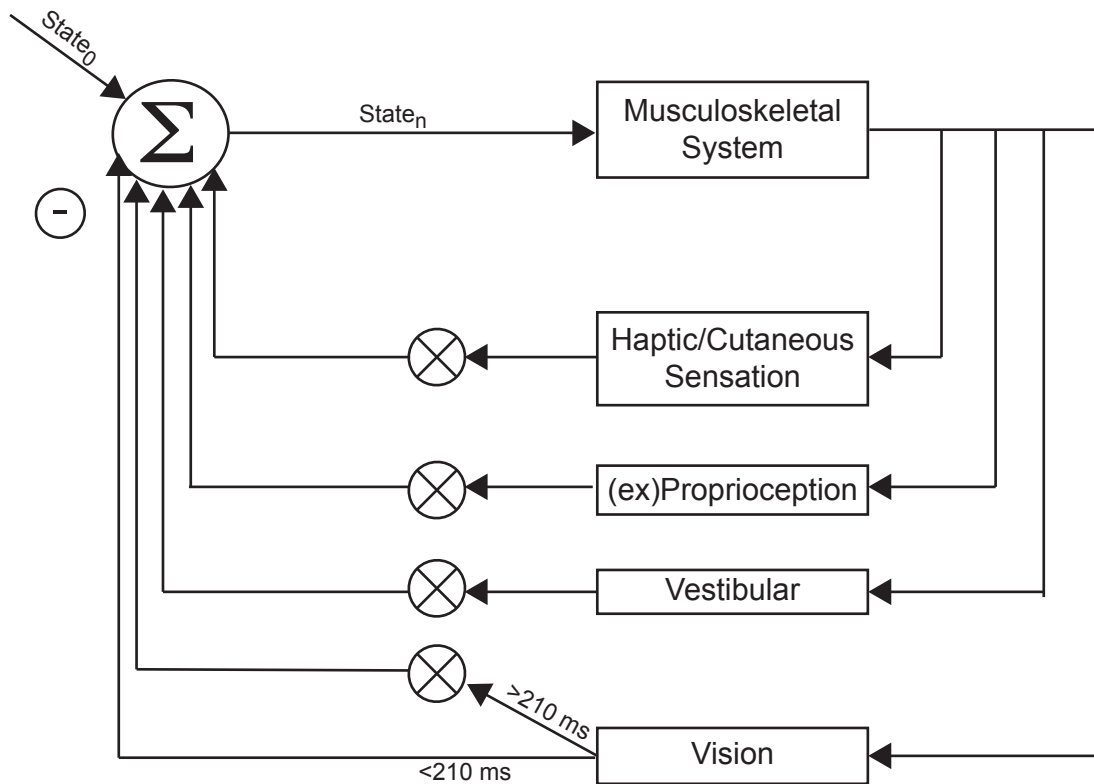 State0
Σ
Staten
Musculoskeletal
System
-
Haptic/Cutaneous
Sensation
(ex)Proprioception
Vestibular
>210 ms
Vision
<210 ms